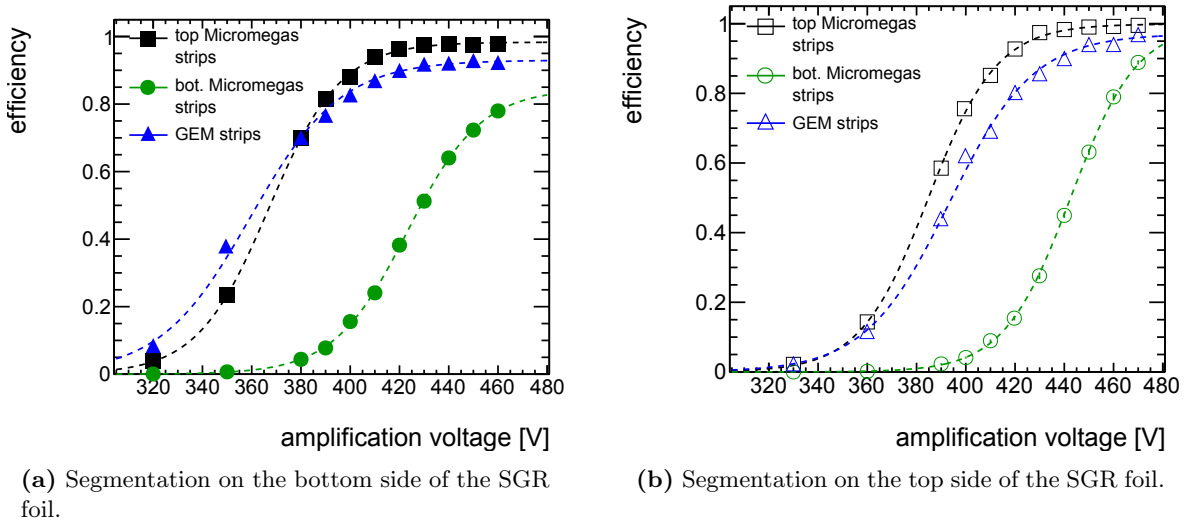 efficiency
1
0.8
0.6
0.4
0.2
0
top Micromegas
strips
bot. Micromegas
strips
GEM strips
320 340 360 380 400 420 440 460 480
amplification voltage [V]
(a) Segmentation on the bottom side of the SGR
foil.
efficiency
1
0.8
0.6
0.4
0.2
0
top Micromegas
strips
bot. Micromegas
strips
GEM strips
320 340 360 380 400 420 440 460 480
amplification voltage [V]
(b) Segmentation on the top side of the SGR foil.